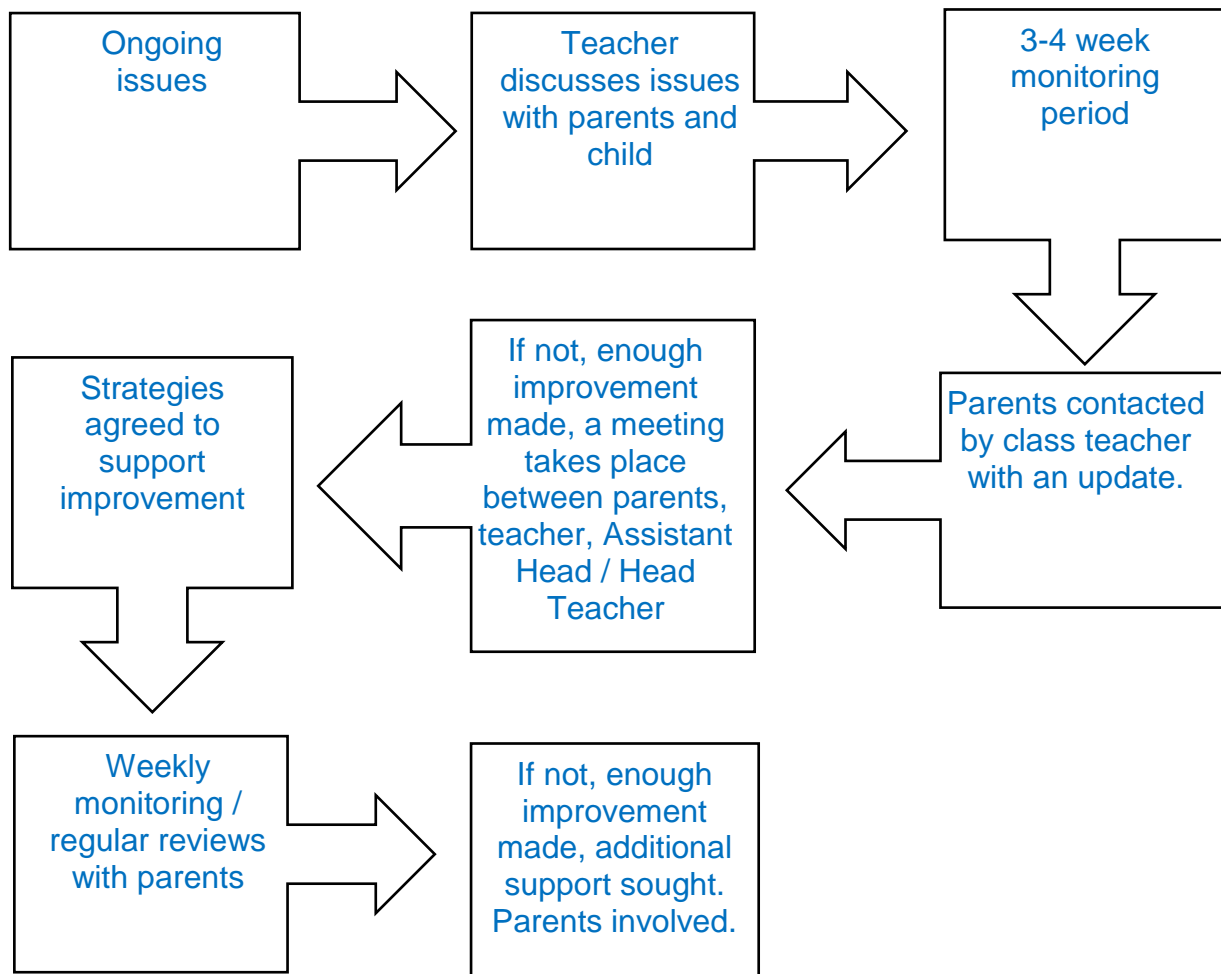 Ongoing
issues
Teacher
discusses issues
with parents and
child
3-4 week
monitoring
period
Parents contacted
by class teacher
with an update.
If not, enough
improvement
made, a meeting
takes place
between parents,
teacher, Assistant
Head / Head
Teacher
Strategies
agreed to
support
improvement
Weekly
monitoring /
regular reviews
with parents
If not, enough
improvement
made, additional
support sought.
Parents involved.